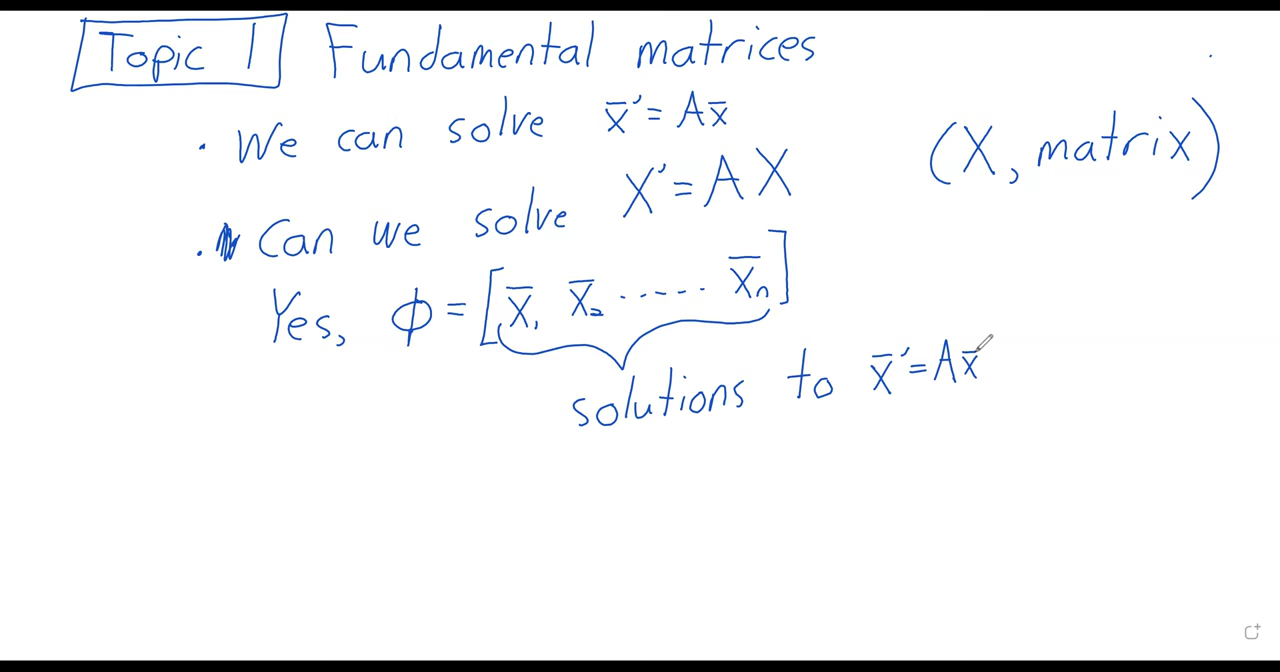 Topic 1 Fundamental matrices
· We can solve x̄' = Ax̄
(X, matrix)
· Can we solve X' = AX
Yes, ϕ = [x̄₁ x̄₂ ...... x̄ₙ]
solutions to x̄' = Ax̄